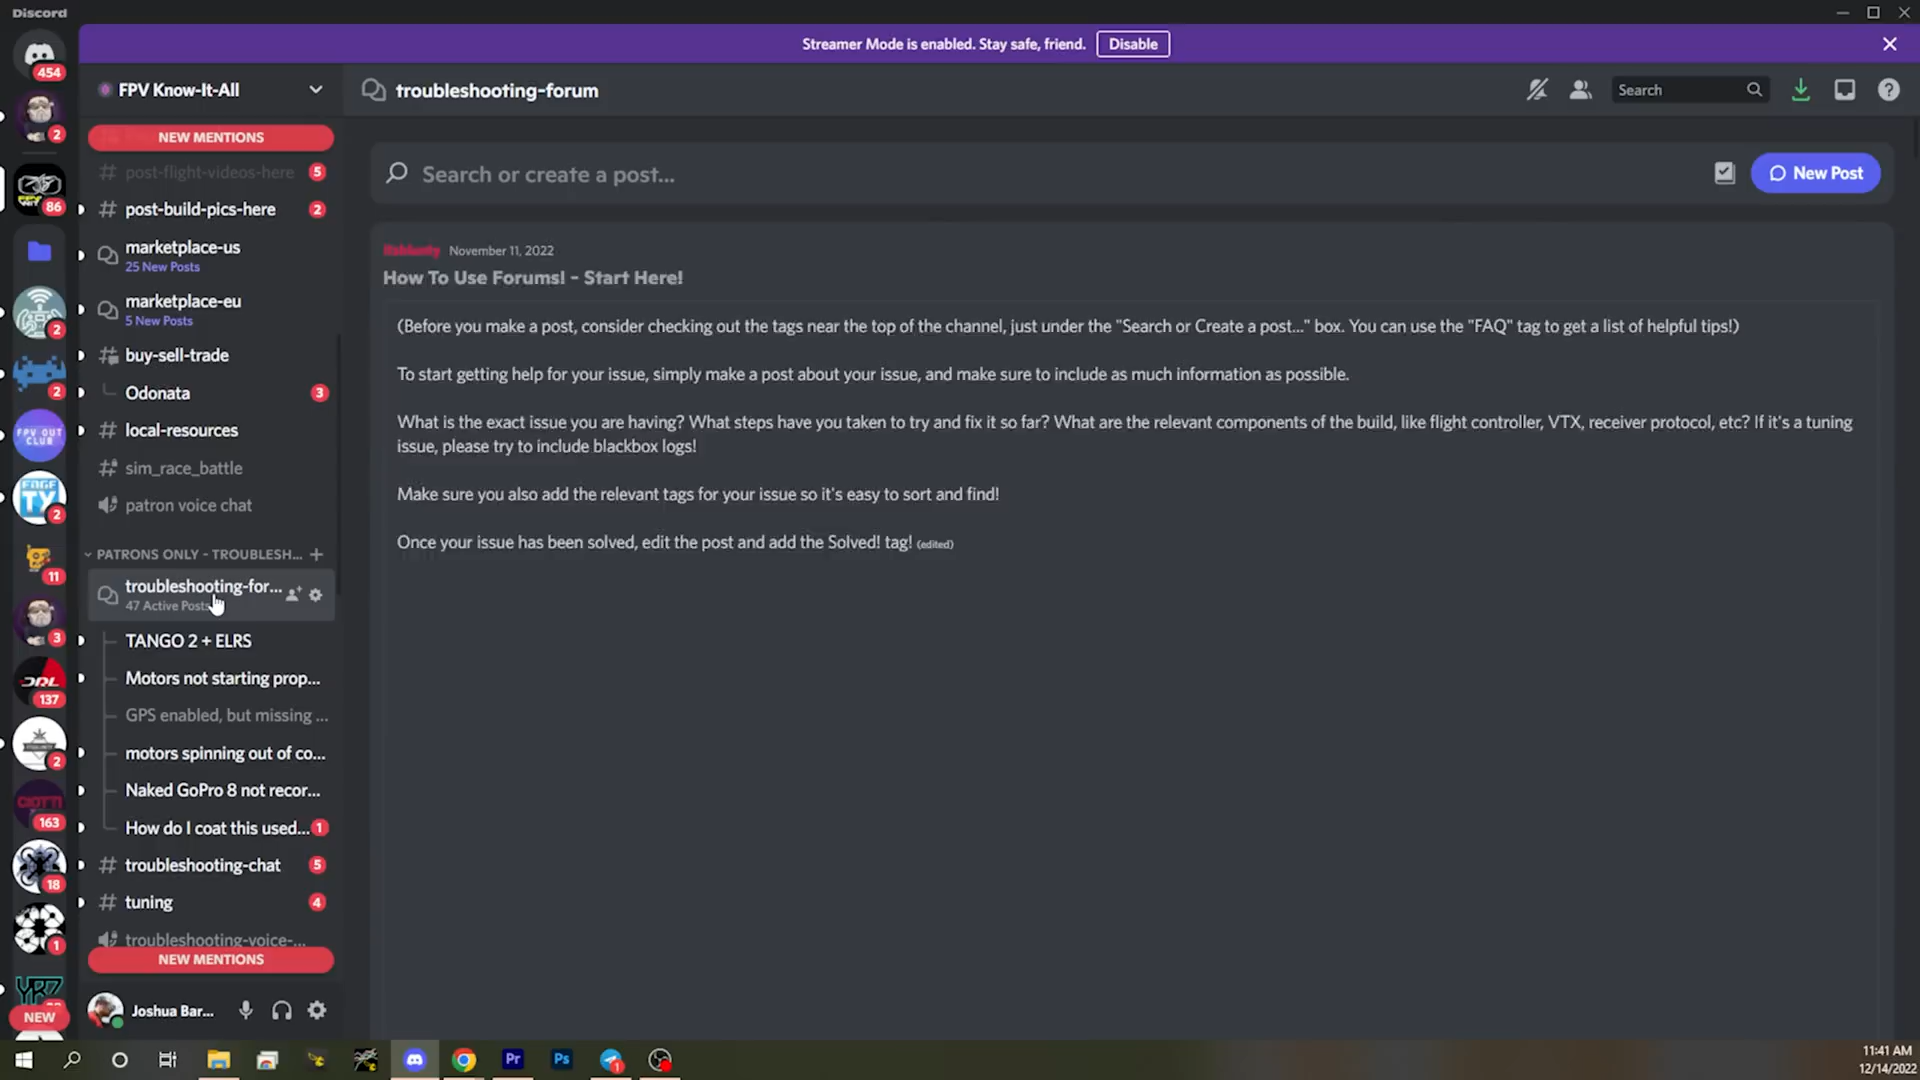 Discord
Streamer Mode is enabled. Stay safe, friend.
Disable
454
2
86
2
2
FPV OUT
CLUB
2
11
3
DRL
137
2
163
18
1
NEW
FPV Know-It-All
NEW MENTIONS
post-flight-videos-here
5
post-build-pics-here
2
marketplace-us
25 New Posts
marketplace-eu
5 New Posts
buy-sell-trade
Odonata
3
local-resources
sim_race_battle
patron voice chat
PATRONS ONLY - TROUBLESH...
troubleshooting-for...
47 Active Posts
TANGO 2 + ELRS
Motors not starting prop...
GPS enabled, but missing ...
motors spinning out of co...
Naked GoPro 8 not recor...
How do I coat this used...
1
troubleshooting-chat
5
tuning
4
troubleshooting-voice-...
NEW MENTIONS
Joshua Bar...
troubleshooting-forum
Search
Search or create a post...
New Post
November 11, 2022
How To Use Forums! - Start Here!
(Before you make a post, consider checking out the tags near the top of the channel, just under the "Search or Create a post..." box. You can use the "FAQ" tag to get a list of helpful tips!)
To start getting help for your issue, simply make a post about your issue, and make sure to include as much information as possible.
What is the exact issue you are having? What steps have you taken to try and fix it so far? What are the relevant components of the build, like flight controller, VTX, receiver protocol, etc? If it's a tuning
issue, please try to include blackbox logs!
Make sure you also add the relevant tags for your issue so it's easy to sort and find!
Once your issue has been solved, edit the post and add the Solved! tag! (edited)
Pr
Ps
1
11:41 AM
12/14/2022